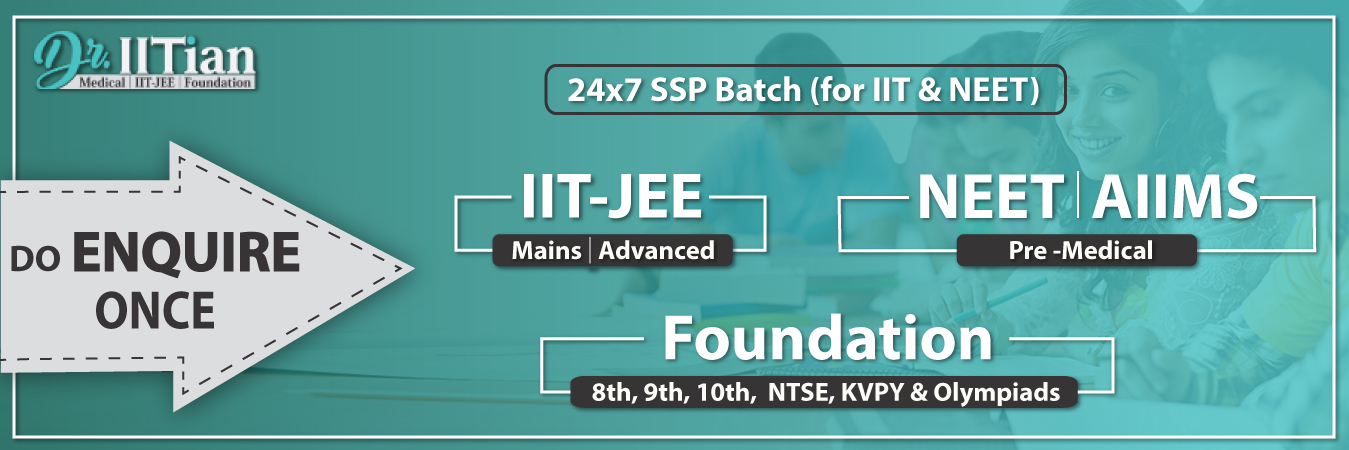 Dr. IITian
Medical | IIT-JEE | Foundation
24x7 SSP Batch (for IIT & NEET)
DO ENQUIRE
ONCE
IIT-JEE
Mains | Advanced
NEET | AIIMS
Pre -Medical
Foundation
8th, 9th, 10th, NTSE, KVPY & Olympiads